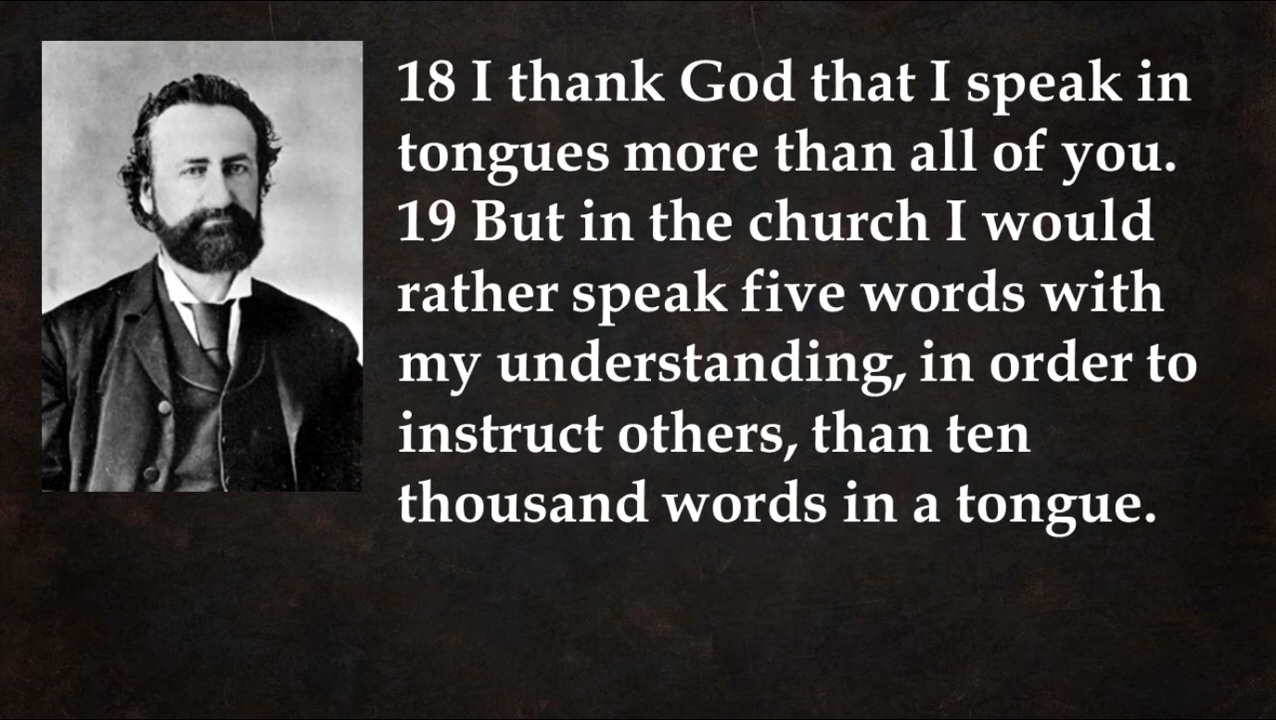 18 I thank God that I speak in
tongues more than all of you.
19 But in the church I would
rather speak five words with
my understanding, in order to
instruct others, than ten
thousand words in a tongue.